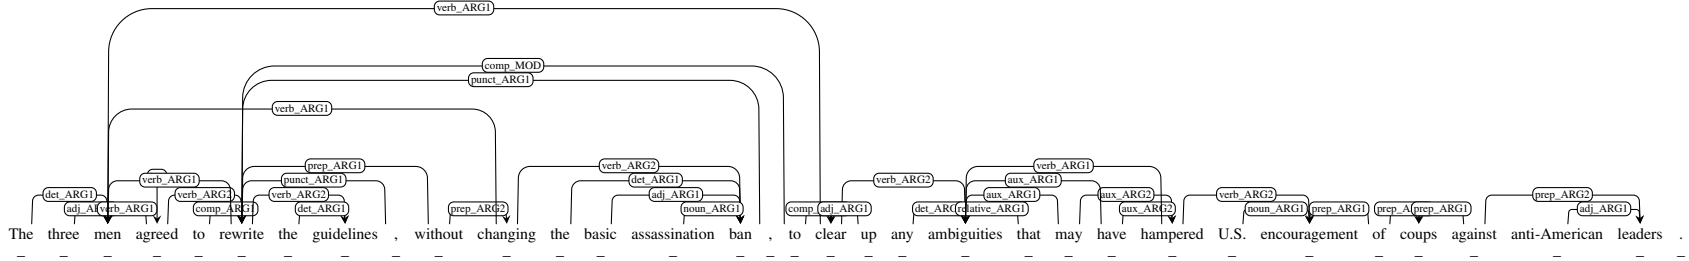 verb_ARG1
comp_MOD
punct_ARG1
verb_ARG1
prep_ARG1 verb_ARG2 verb_ARG1
verb_ARG1 punct_ARG1 det_ARG1 verb_ARG2 aux_ARG1
det_ARG1 verb_ARG2 verb_ARG2 adj_ARG1 aux_ARG1 aux_ARG2 verb_ARG2 prep_ARG2
verb_ARG1 comp_ARG1 det_ARG1 prep_ARG2 noun_ARG1 adj_ARG1 relative_ARG1 aux_ARG2 noun_ARG1 prep_ARG1 prep_ARG1 adj_ARG1
The three men agreed to rewrite the guidelines , without changing the basic assassination ban , to clear up any ambiguities that may have hampered U.S. encouragement of coups against anti-American leaders .